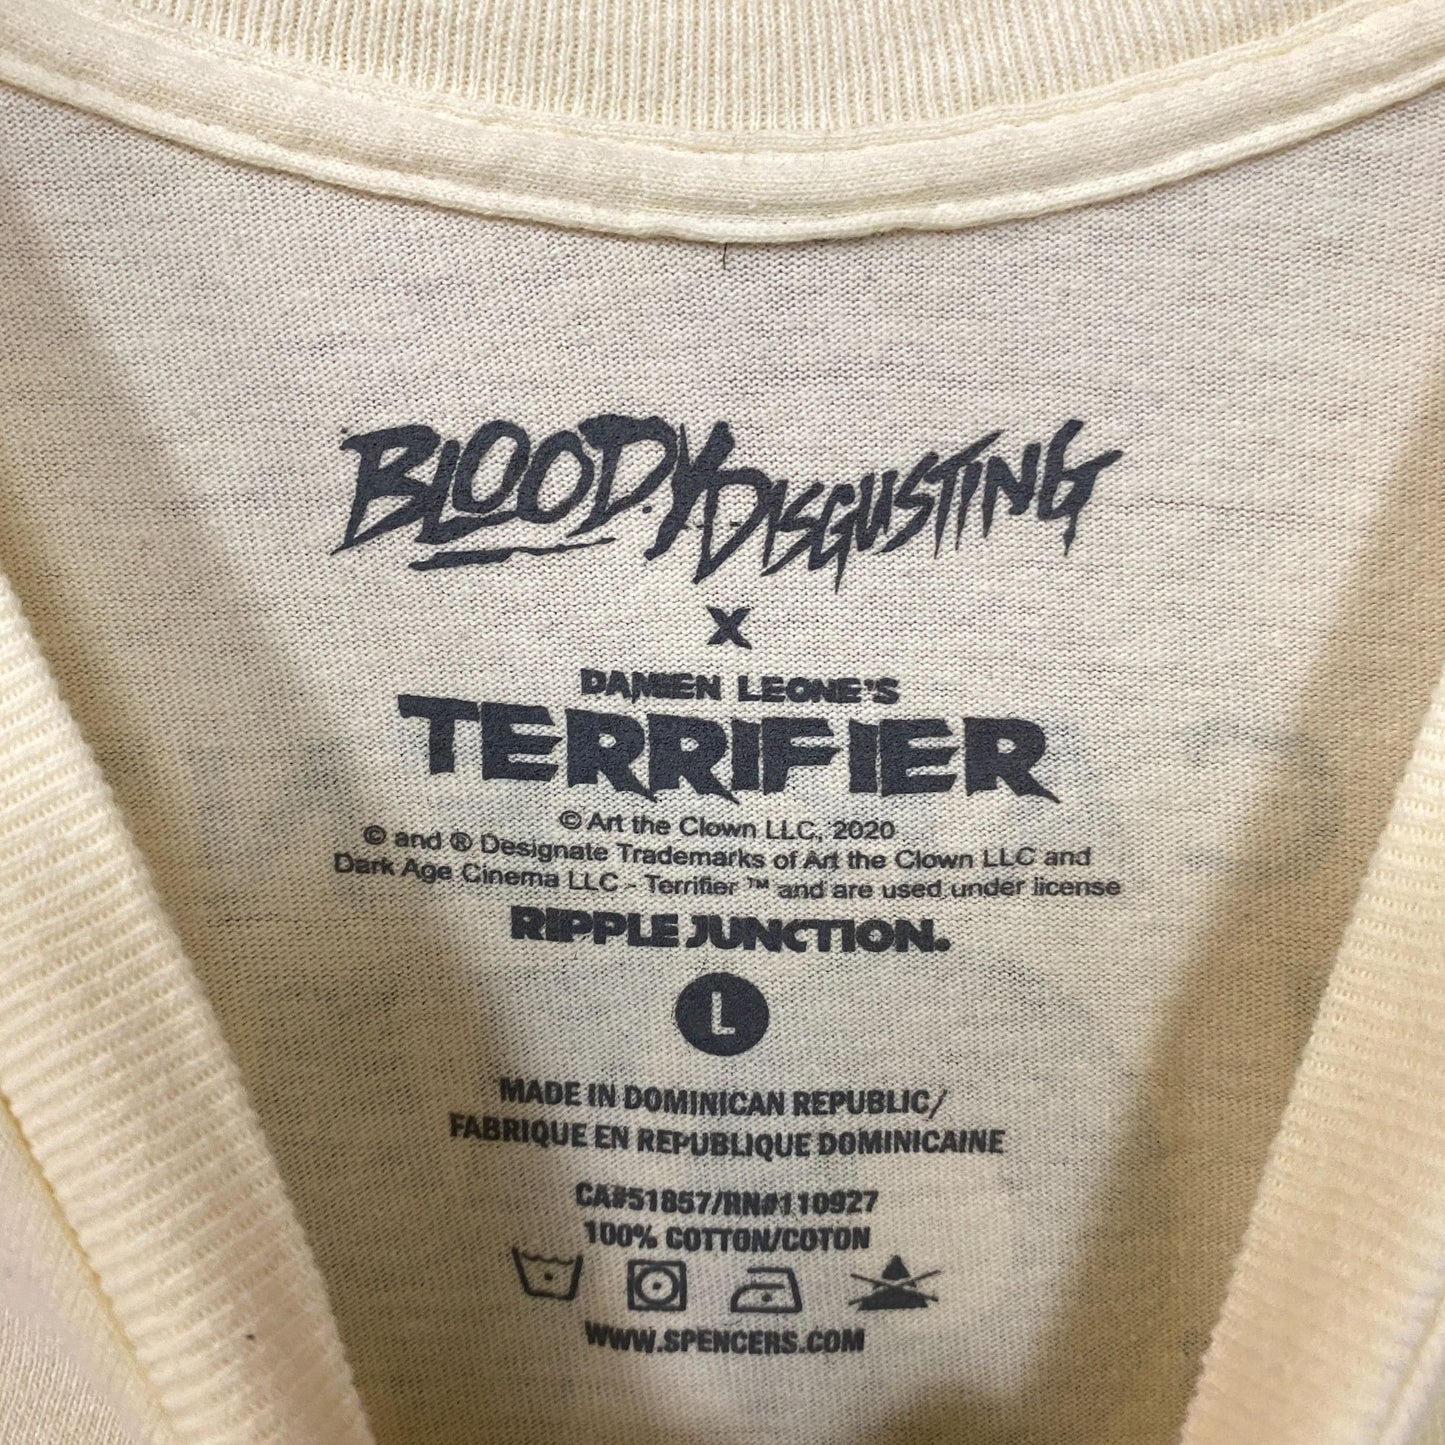 BLOODY DISGUSTING
X
DAMIEN LEONE'S
TERRIFIER
© Art the Clown LLC, 2020
© and ® Designate Trademarks of Art the Clown LLC and
Dark Age Cinema LLC - Terrifier ™ and are used under license
RIPPLE JUNCTION.
L
MADE IN DOMINICAN REPUBLIC/
FABRIQUE EN REPUBLIQUE DOMINICAINE
CA#51857/RN#110927
100% COTTON/COTON
WWW.SPENCERS.COM